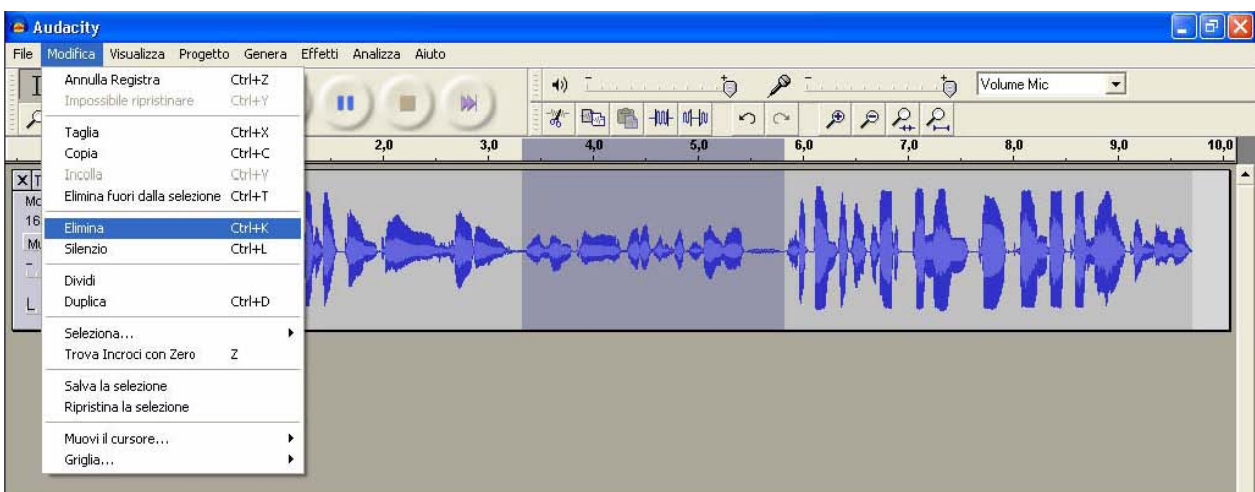 Audacity
File Modifica Visualizza Progetto Genera Effetti Analizza Aiuto
Annulla Registra Ctrl+Z
Impossibile ripristinare Ctrl+Y
Taglia Ctrl+X
Copia Ctrl+C
Incolla Ctrl+V
Elimina fuori dalla selezione Ctrl+T
Elimina Ctrl+K
Silenzio Ctrl+L
Dividi
Duplica Ctrl+D
Seleziona...
Trova Incroci con Zero Z
Salva la selezione
Ripristina la selezione
Muovi il cursore...
Griglia...
Volume Mic
2,0 3,0 4,0 5,0 6,0 7,0 8,0 9,0 10,0
X T
Mo
16
Mu
L